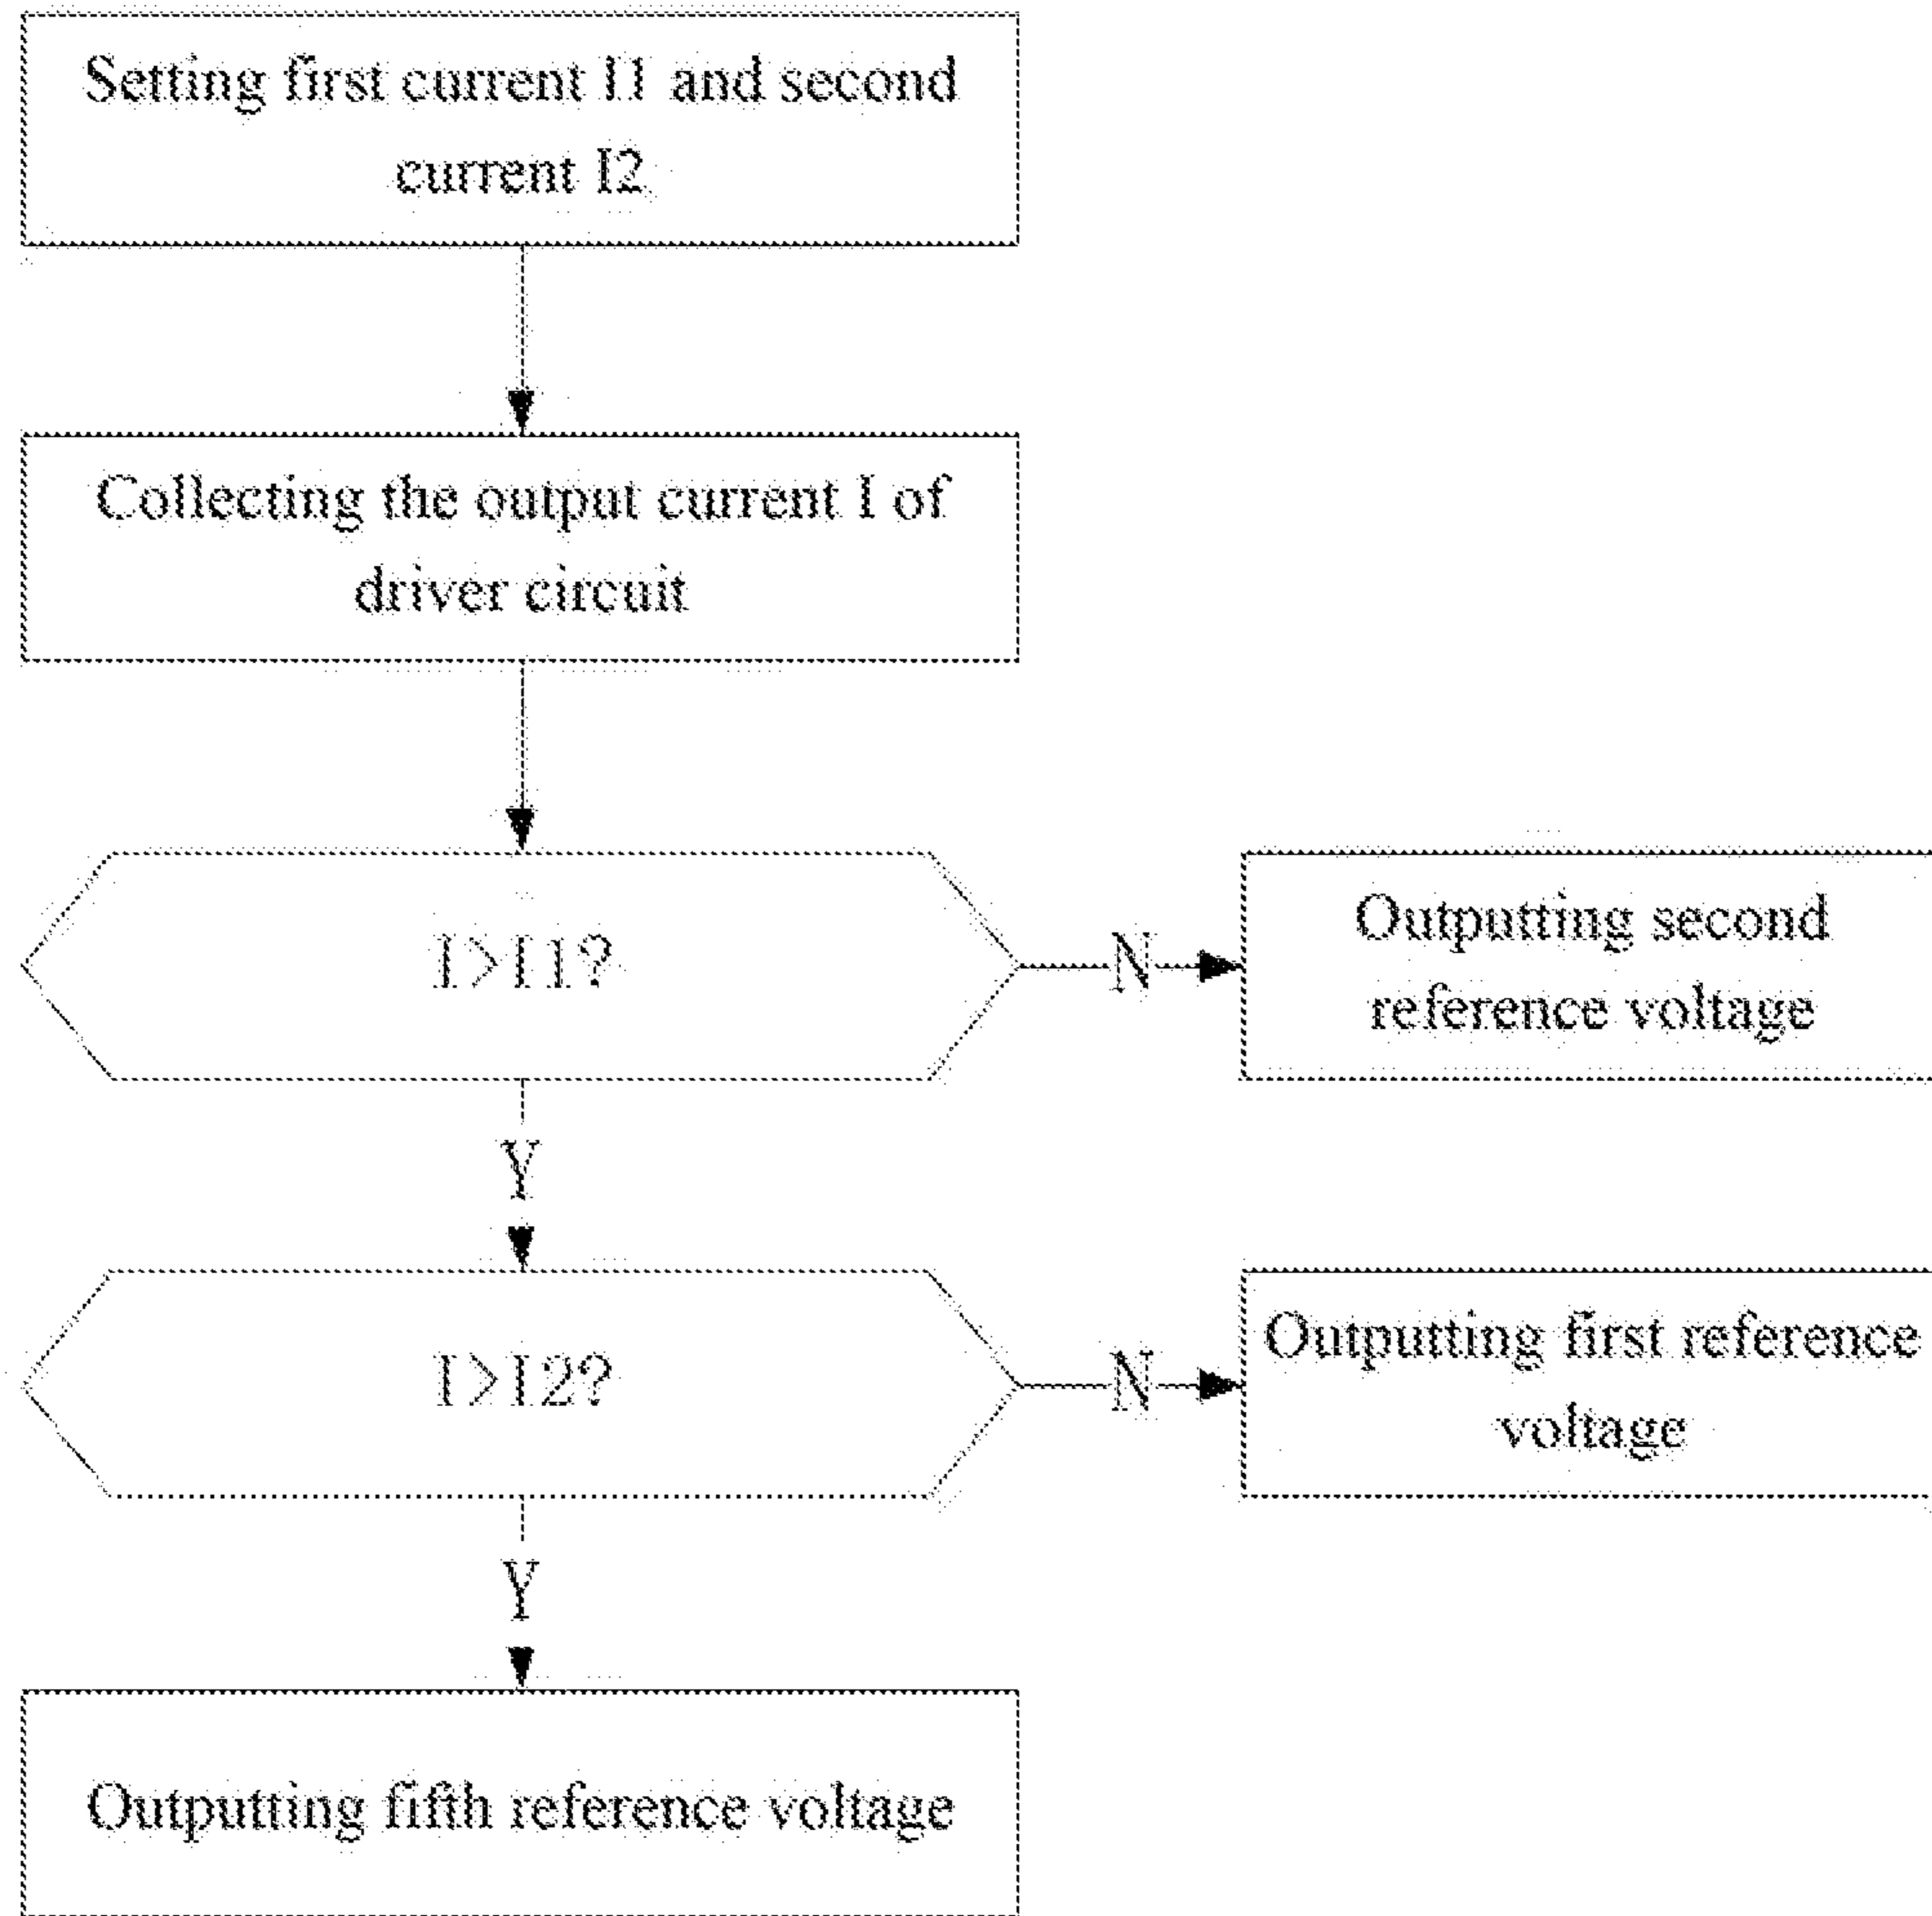 Setting first current I1 and second
current I2
Collecting the output current I of
driver circuit
I>I1?
N
Outputting second
reference voltage
Y
I>I2?
N
Outputting first reference
voltage
Y
Outputting fifth reference voltage